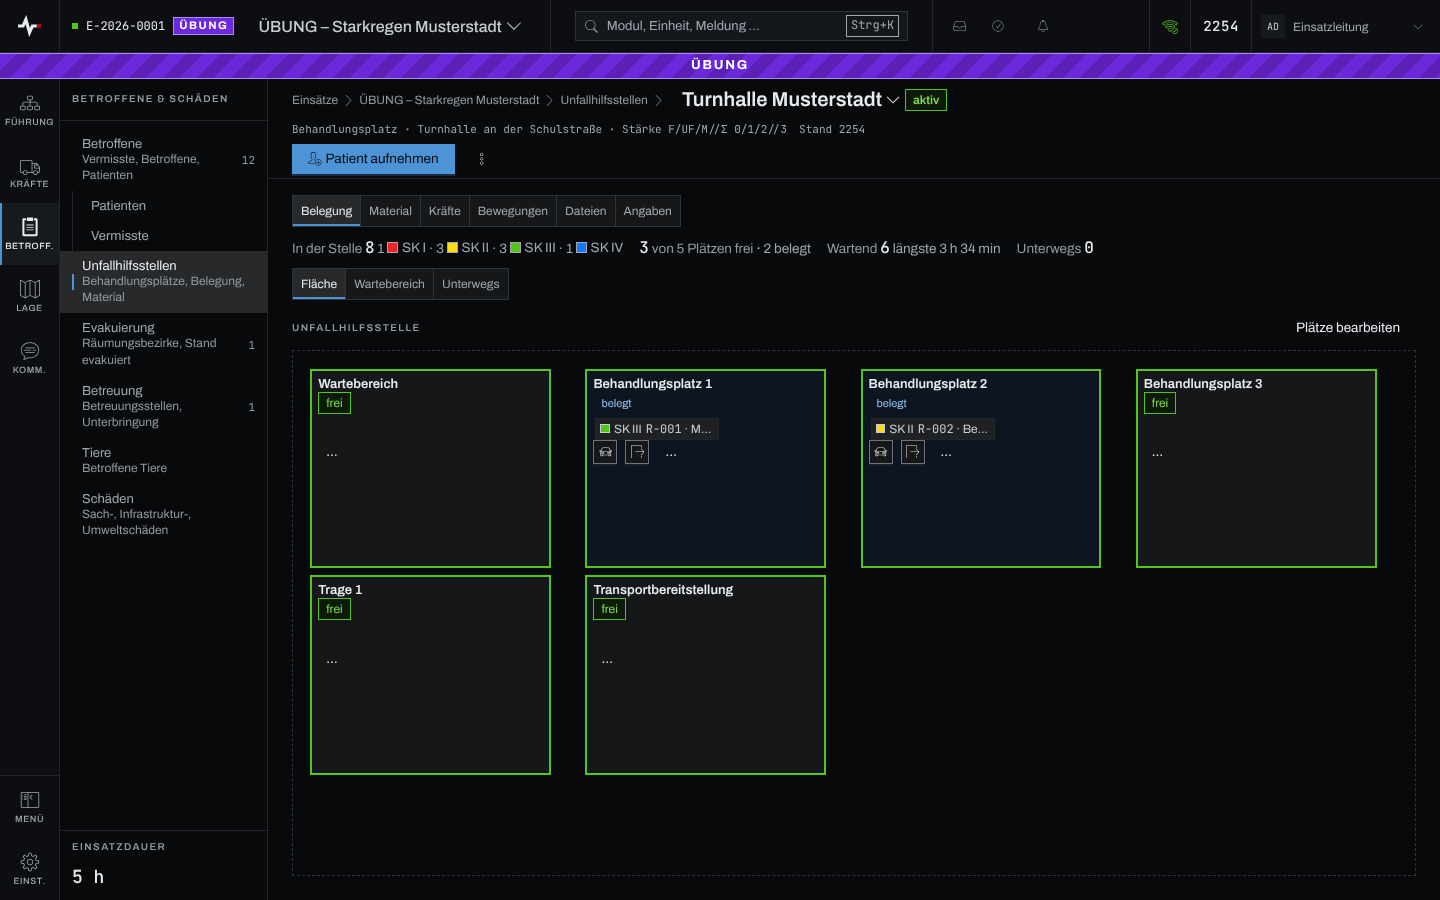 E-2026-0001 ÜBUNG ÜBUNG – Starkregen Musterstadt Modul, Einheit, Meldung ... Strg+K 2254 AD Einsatzleitung
ÜBUNG
FÜHRUNG
KRÄFTE
BETROFF.
LAGE
KOMM.
MENÜ
EINST.
BETROFFENE & SCHÄDEN
Betroffene
Vermisste, Betroffene, 12
Patienten
Patienten
Vermisste
Unfallhilfsstellen
Behandlungsplätze, Belegung,
Material
Evakuierung
Räumungsbezirke, Stand 1
evakuiert
Betreuung
Betreuungsstellen, 1
Unterbringung
Tiere
Betroffene Tiere
Schäden
Sach-, Infrastruktur-,
Umweltschäden
EINSATZDAUER
5 h
Einsätze ÜBUNG – Starkregen Musterstadt Unfallhilfsstellen Turnhalle Musterstadt aktiv
Behandlungsplatz · Turnhalle an der Schulstraße · Stärke F/UF/M//Σ 0/1/2//3 Stand 2254
Patient aufnehmen
Belegung Material Kräfte Bewegungen Dateien Angaben
In der Stelle 8 1 SK I · 3 SK II · 3 SK III · 1 SK IV 3 von 5 Plätzen frei · 2 belegt Wartend 6 längste 3 h 34 min Unterwegs 0
Fläche Wartebereich Unterwegs
UNFALLHILFSSTELLE Plätze bearbeiten
Wartebereich
frei
...
Behandlungsplatz 1
belegt
SK III R-001 · M...
...
Behandlungsplatz 2
belegt
SK II R-002 · Be...
...
Behandlungsplatz 3
frei
...
Trage 1
frei
...
Transportbereitstellung
frei
...